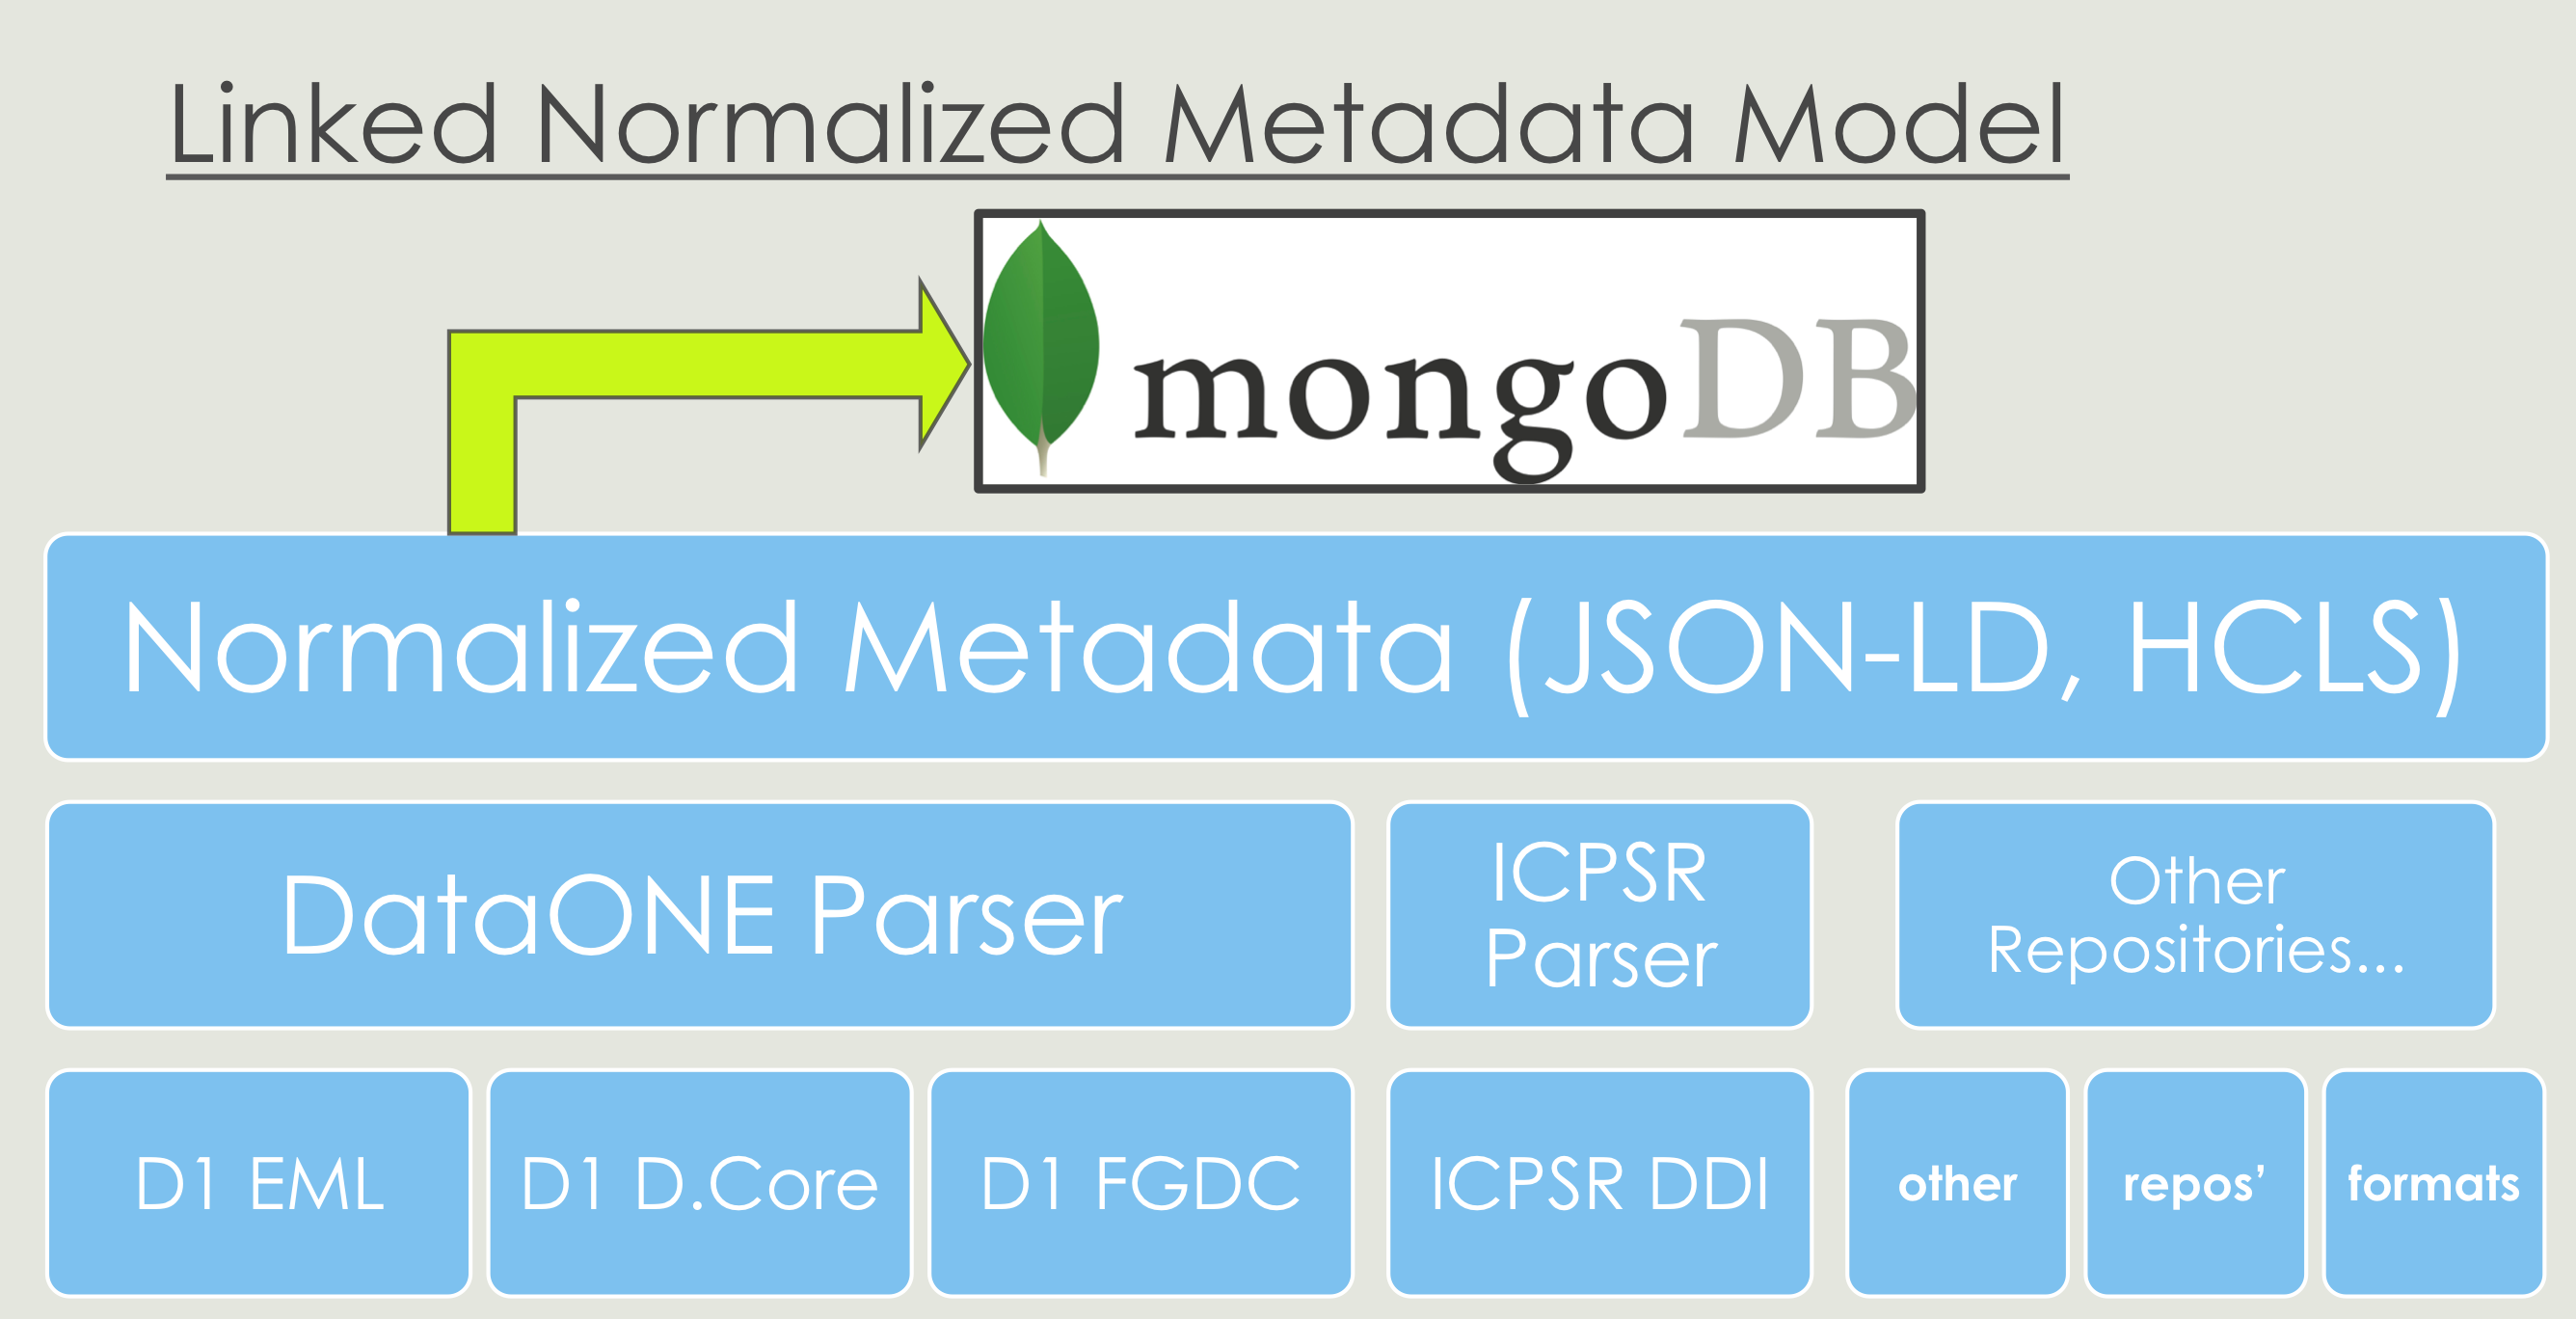 Linked Normalized Metadata Model
mongoDB
Normalized Metadata (JSON-LD, HCLS)
DataONE Parser
ICPSR
Parser
Other
Repositories...
D1 EML
D1 D.Core
D1 FGDC
ICPSR DDI
other
repos’
formats